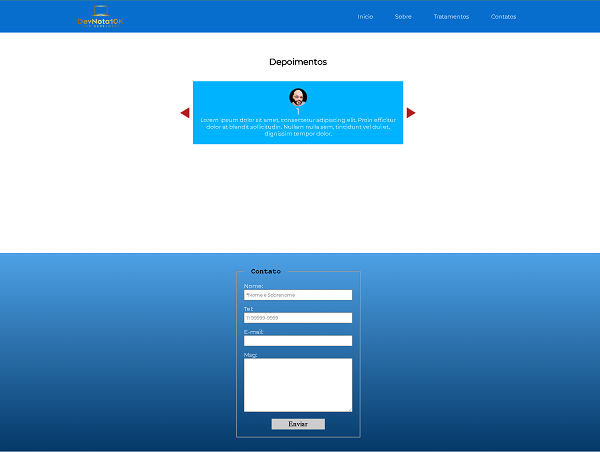 DevNota10X
Início
Sobre
Tratamentos
Contatos
Depoimentos
1
Lorem ipsum dolor sit amet, consectetur adipiscing elit. Proin efficitur
dolor at blandit sollicitudin. Nullam nulla sem, tincidunt vel dui et,
dignissim tempor dolor.
Contato
Nome:
*Nome e Sobrenome
Tel:
11 99999-9999
E-mail:
Msg:
Enviar